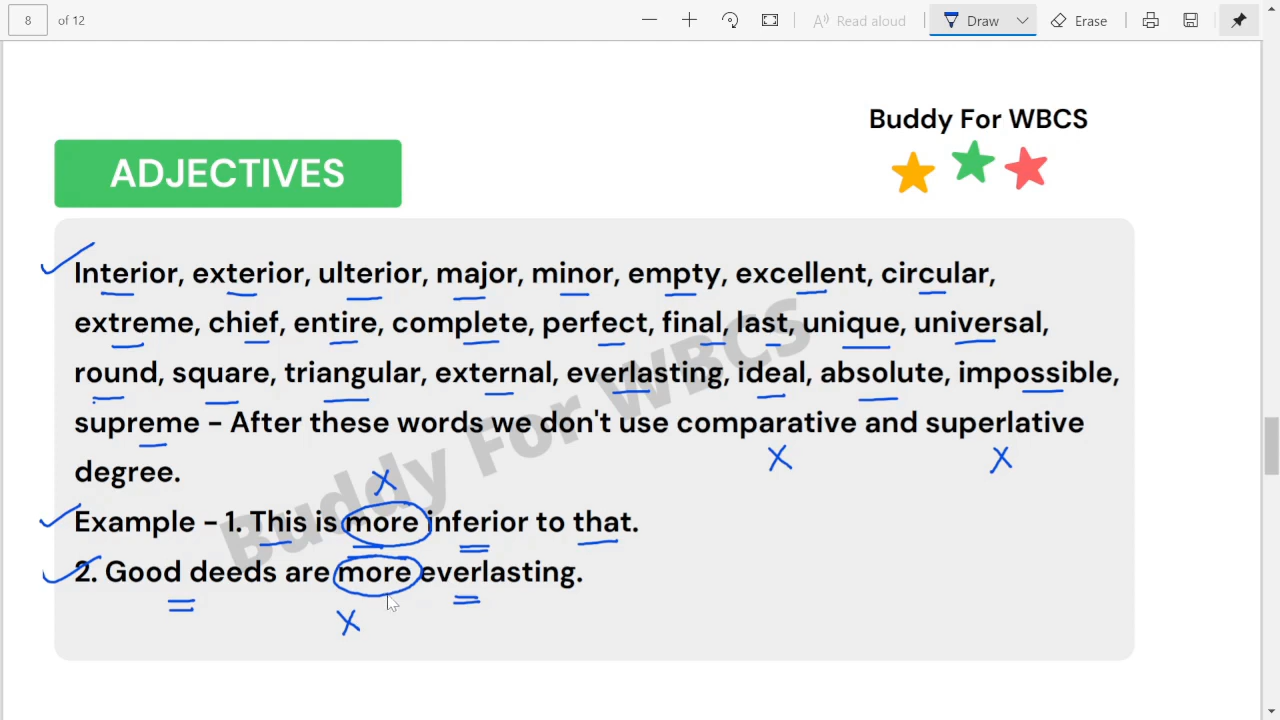 8 of 12 Read aloud Draw Erase
Buddy For WBCS
ADJECTIVES
Interior, exterior, ulterior, major, minor, empty, excellent, circular,
extreme, chief, entire, complete, perfect, final, last, unique, universal,
round, square, triangular, external, everlasting, ideal, absolute, impossible,
supreme - After these words we don't use comparative and superlative
degree.
Example - 1. This is more inferior to that.
2. Good deeds are more everlasting.
Buddy For WBCS